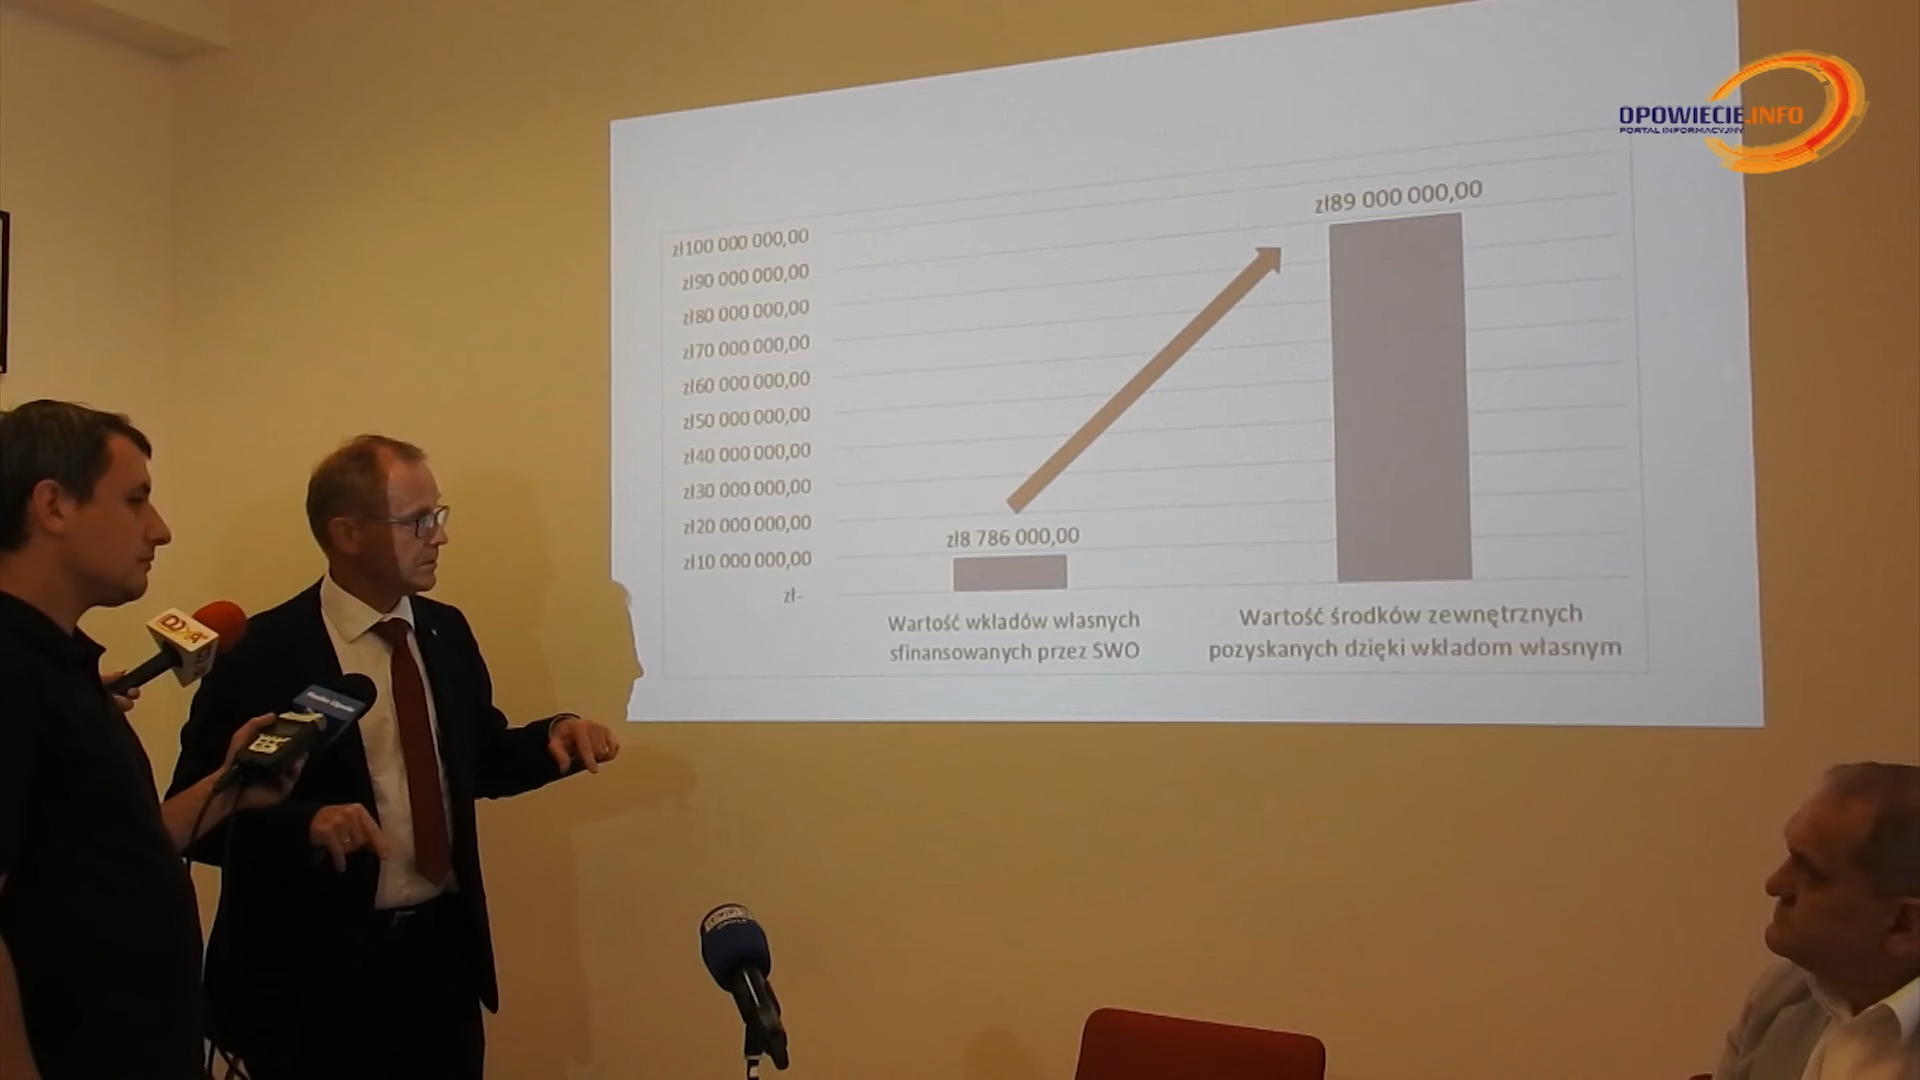 OPOWIECIE.INFO
PORTAL INFORMACYJNY
zł89 000 000,00
zł100 000 000,00
zł90 000 000,00
zł80 000 000,00
zł70 000 000,00
zł60 000 000,00
zł50 000 000,00
zł40 000 000,00
zł30 000 000,00
zł20 000 000,00
zł10 000 000,00
zł-
zł8 786 000,00
Wartość wkładów własnych
sfinansowanych przez SWO
Wartość środków zewnętrznych
pozyskanych dzięki wkładom własnym
DOXA
Radio Opole